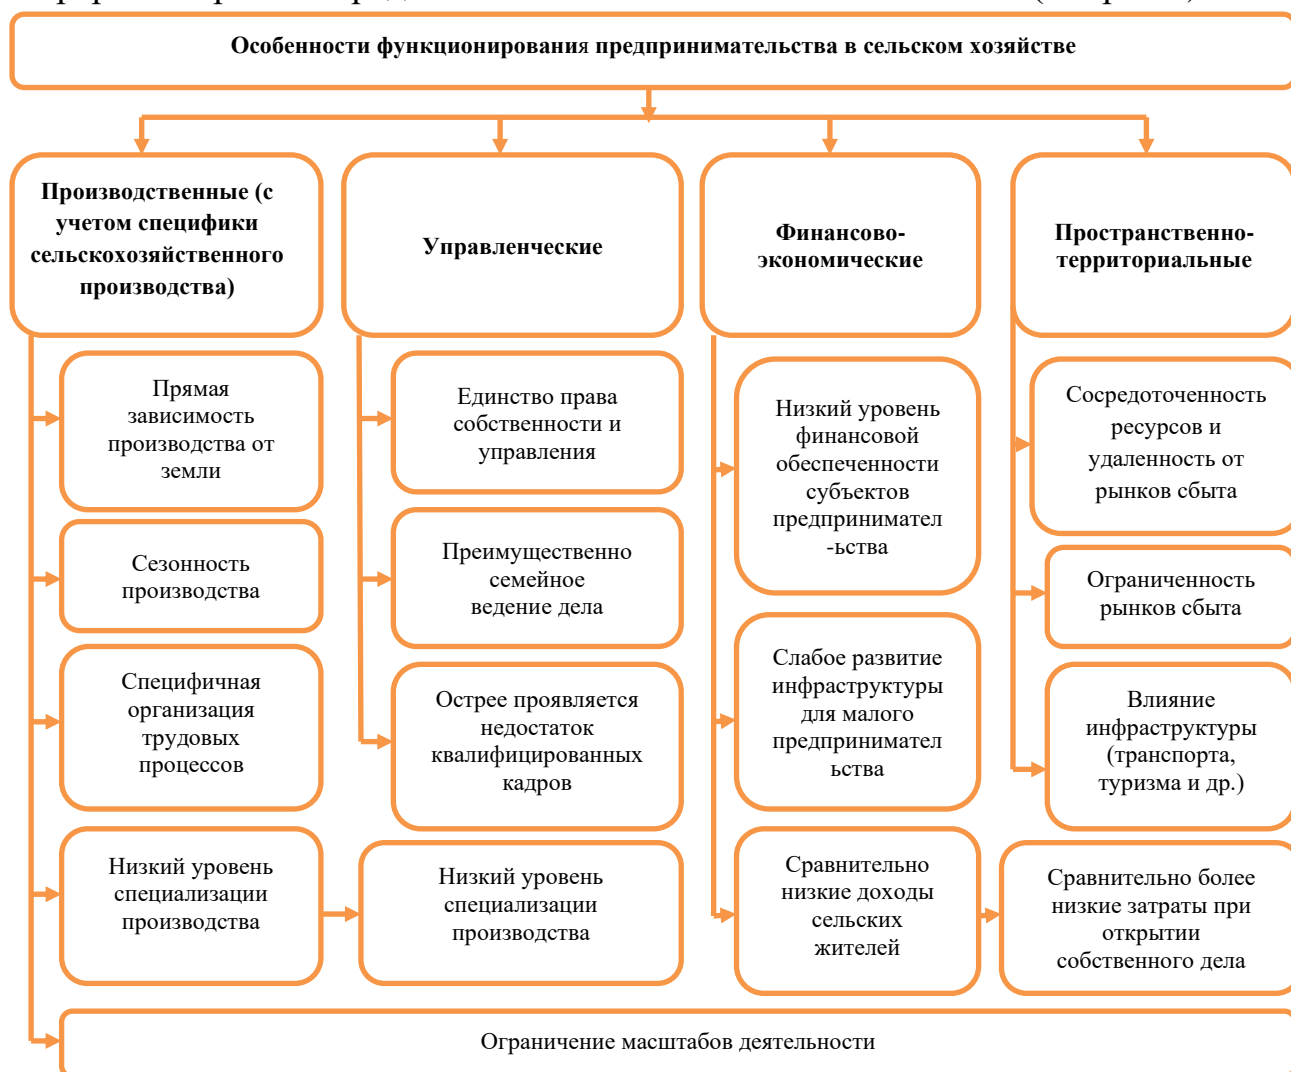 Особенности функционирования предпринимательства в сельском хозяйстве
Производственные (с
учетом специфики
сельскохозяйственного
производства)
Управленческие
Финансово-
экономические
Пространственно-
территориальные
Прямая
зависимость
производства от
земли
Единство права
собственности и
управления
Низкий уровень
финансовой
обеспеченности
субъектов
предпринимател
-ьства
Сосредоточенность
ресурсов и
удаленность от
рынков сбыта
Сезонность
производства
Преимущественно
семейное
ведение дела
Ограниченность
рынков сбыта
Специфичная
организация
трудовых
процессов
Острее проявляется
недостаток
квалифицированных
кадров
Слабое развитие
инфраструктуры
для малого
предпринимател
ьства
Влияние
инфраструктуры
(транспорта,
туризма и др.)
Низкий уровень
специализации
производства
Низкий уровень
специализации
производства
Сравнительно
низкие доходы
сельских
жителей
Сравнительно более
низкие затраты при
открытии
собственного дела
Ограничение масштабов деятельности